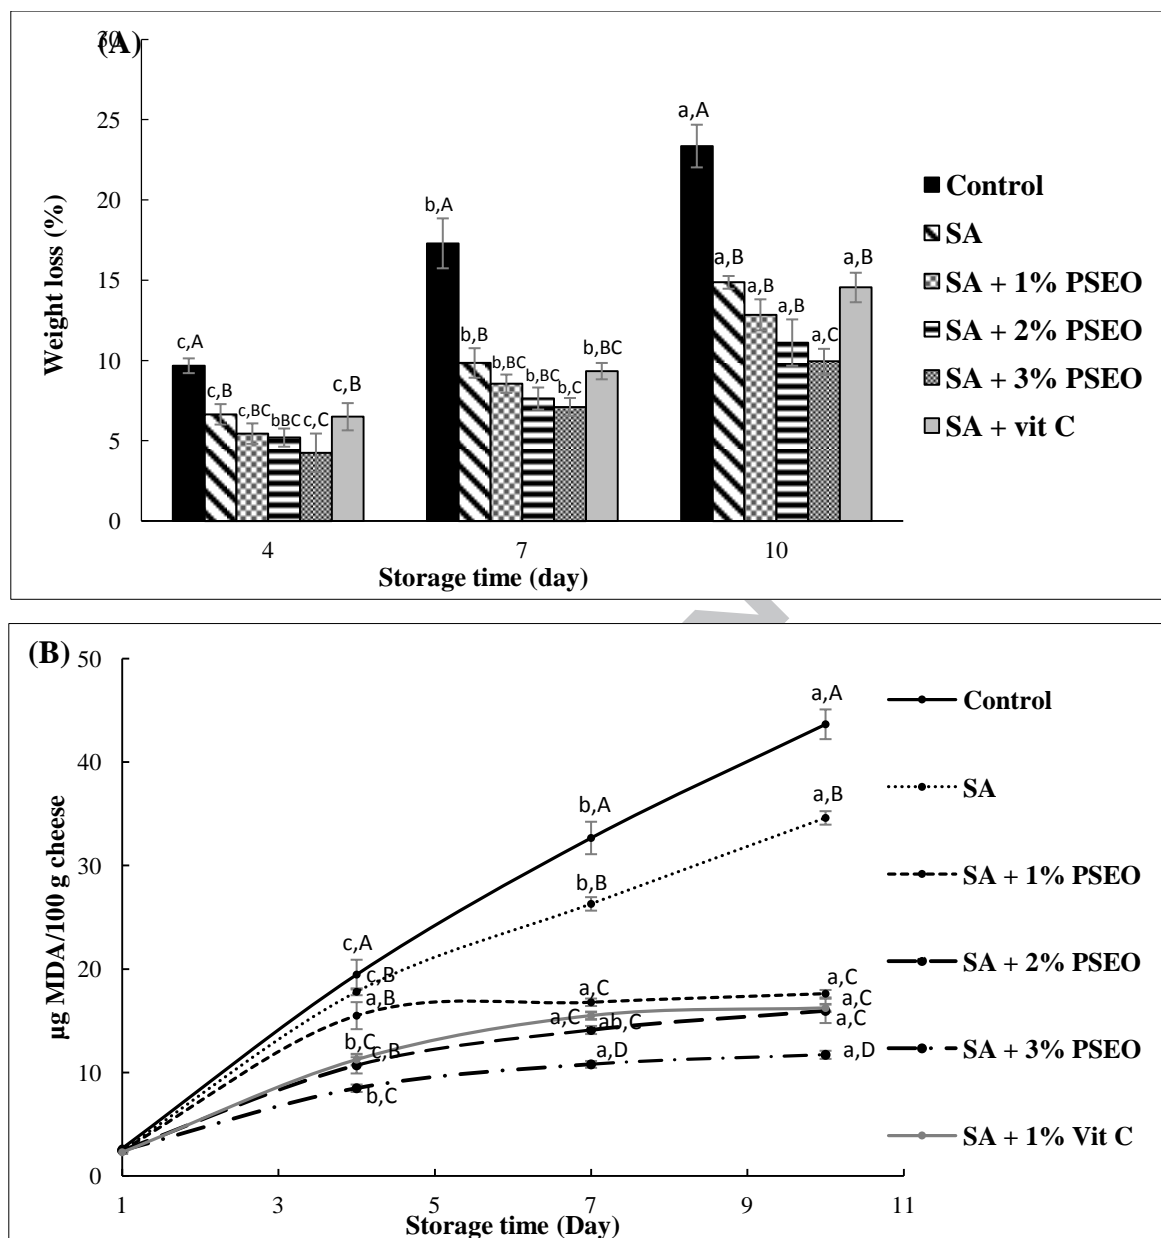 (A)
30
25
20
15
10
5
0
Weight loss (%)
c,A
c,B
c,BC
bBC
c,C
c,B
b,A
b,B
b,BC
b,BC
b,C
b,BC
a,A
a,B
a,B
a,B
a,C
a,B
4
7
10
Storage time (day)
Control
SA
SA + 1% PSEO
SA + 2% PSEO
SA + 3% PSEO
SA + vit C
(B)
50
40
30
20
10
0
µg MDA/100 g cheese
c,A
c,B
a,B
b,C
c,B
b,C
b,A
b,B
a,C
a,C
ab,C
a,D
a,A
a,B
a,C
a,C
a,C
a,D
1
3
5
7
9
11
Storage time (Day)
Control
SA
SA + 1% PSEO
SA + 2% PSEO
SA + 3% PSEO
SA + 1% Vit C